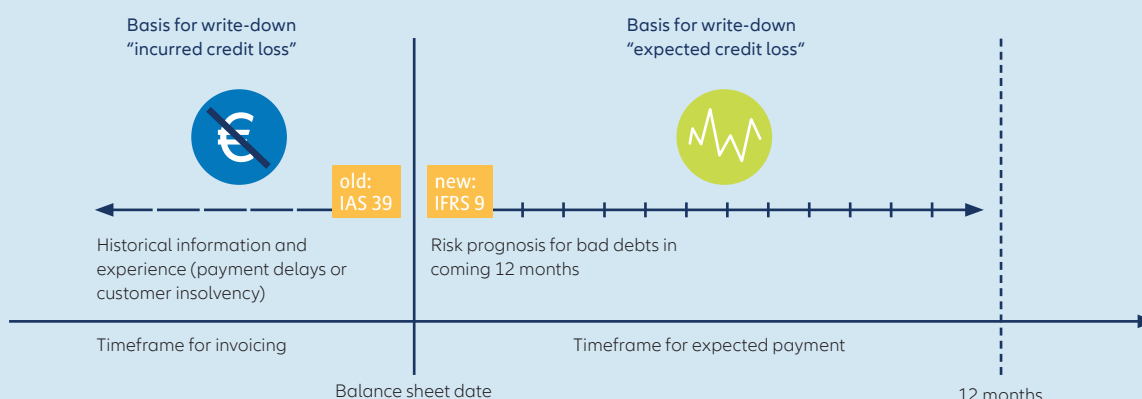 Basis for write-down
“incurred credit loss”
Basis for write-down
“expected credit loss“
€
old:
IAS 39
new:
IFRS 9
Historical information and
experience (payment delays or
customer insolvency)
Risk prognosis for bad debts in
coming 12 months
Timeframe for invoicing
Timeframe for expected payment
Balance sheet date
12 months